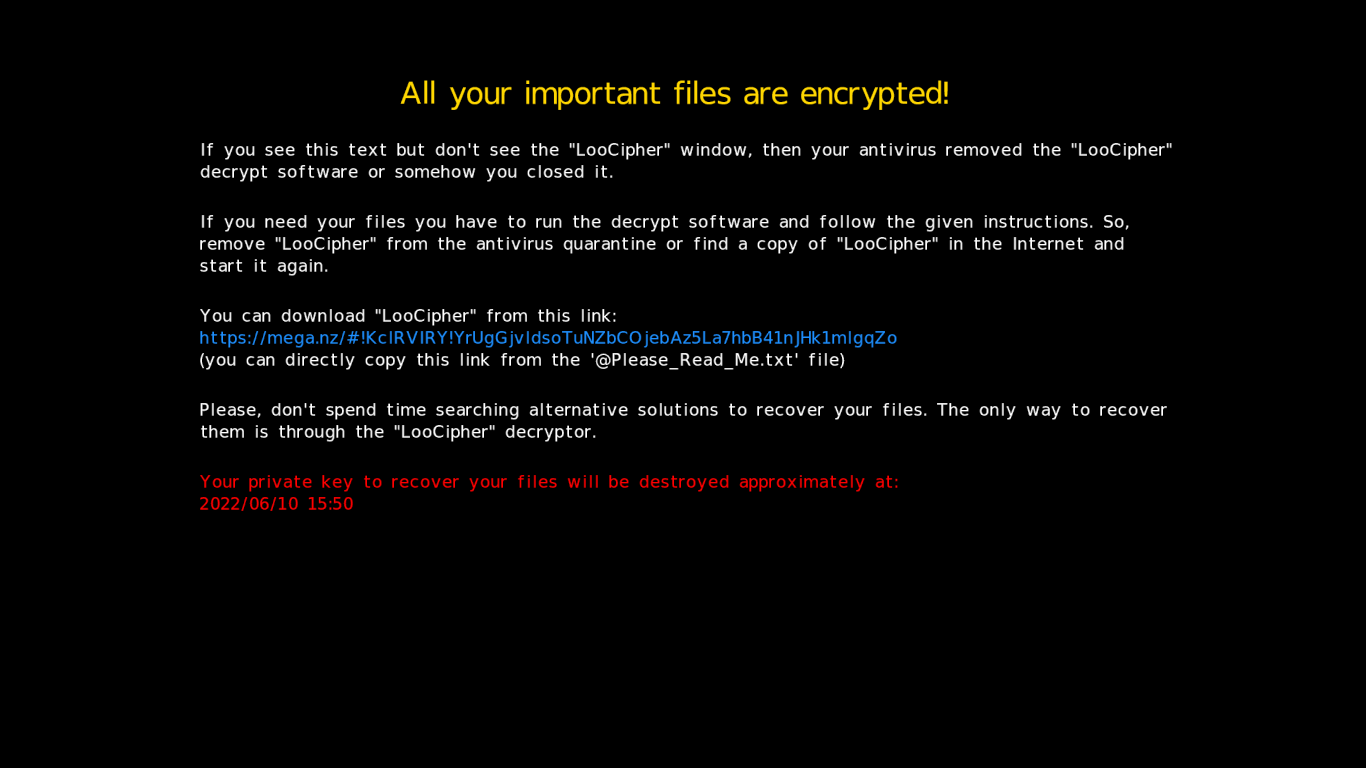 All your important files are encrypted!
If you see this text but don't see the "LooCipher" window, then your antivirus removed the "LooCipher"
decrypt software or somehow you closed it.
If you need your files you have to run the decrypt software and follow the given instructions. So,
remove "LooCipher" from the antivirus quarantine or find a copy of "LooCipher" in the Internet and
start it again.
You can download "LooCipher" from this link:
https://mega.nz/#!KclRVIRY!YrUgGjvldsoTuNZbCOjebAz5La7hbB41nJHk1mlgqZo
(you can directly copy this link from the '@Please_Read_Me.txt' file)
Please, don't spend time searching alternative solutions to recover your files. The only way to recover
them is through the "LooCipher" decryptor.
Your private key to recover your files will be destroyed approximately at:
2022/06/10 15:50